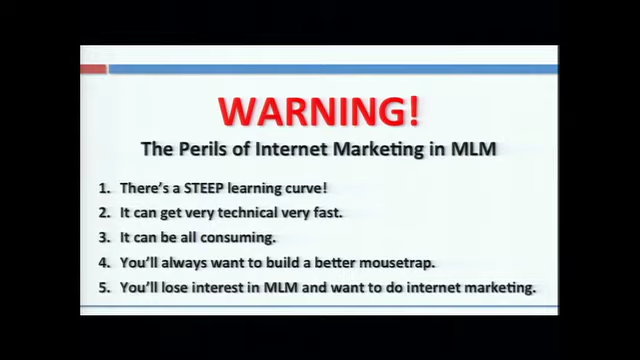 WARNING!
The Perils of Internet Marketing in MLM
1. There's a STEEP learning curve!
2. It can get very technical very fast.
3. It can be all consuming.
4. You'll always want to build a better mousetrap.
5. You'll lose interest in MLM and want to do internet marketing.